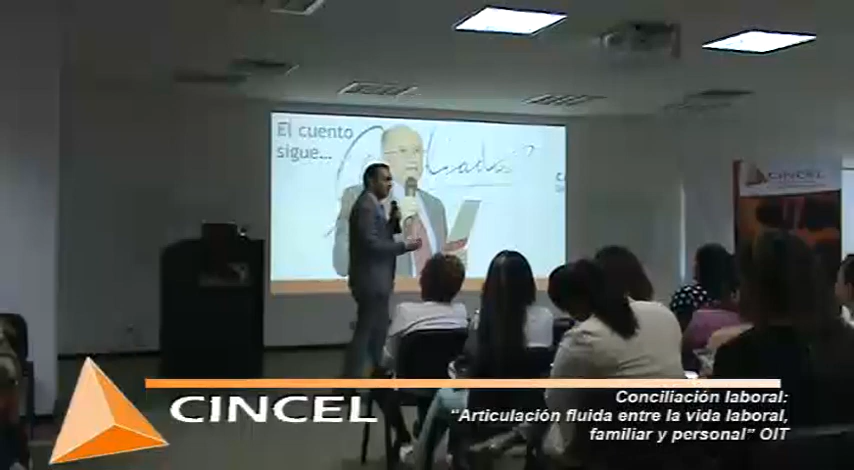 El cuento
sigue...
CINCEL
CINCEL
Conciliación laboral:
"Articulación fluida entre la vida laboral,
familiar y personal" OIT